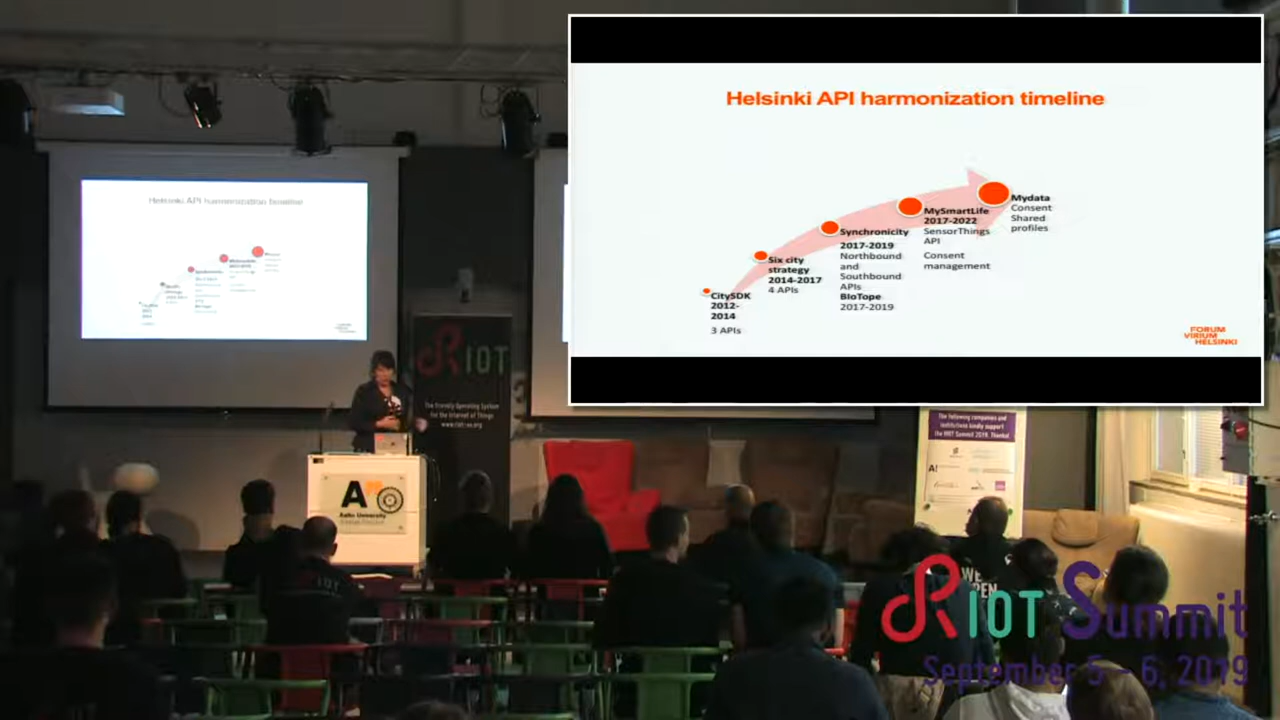 Helsinki API harmonization timeline
Mydata
Consent
Shared
profiles
MySmartLife
2017-2022
SensorThings
API
Consent
management
Synchronicity
2017-2019
Northbound
and
Southbound
APIs
BIoTope
2017-2019
Six city
strategy
2014-2017
4 APIs
CitySDK
2012-
2014
3 APIs
FORUM
VIRIUM
HELSINKI
Helsinki API harmonization timeline
RIOT
The Friendly Operating System
for the Internet of Things
www.riot-os.org
The following companies and
institutions kindly support
the RIOT Summit 2019. Thanks!
A!
A
Aalto University
RIOT
WE
OPEN
RIOT Summit
September 5 - 6, 2019